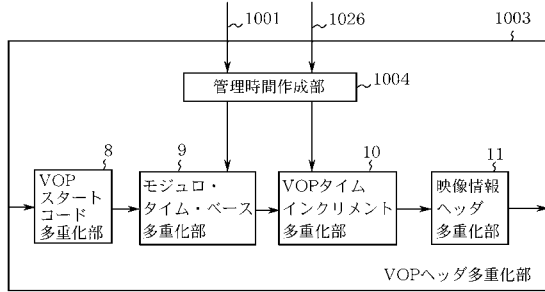 1001
1026
1003
管理時間作成部
1004
8
9
10
11
VOP
スタート
コード
多重化部
モジュロ・
タイム・ベース
多重化部
VOPタイム
インクリメント
多重化部
映像情報
ヘッダ
多重化部
VOPヘッダ多重化部